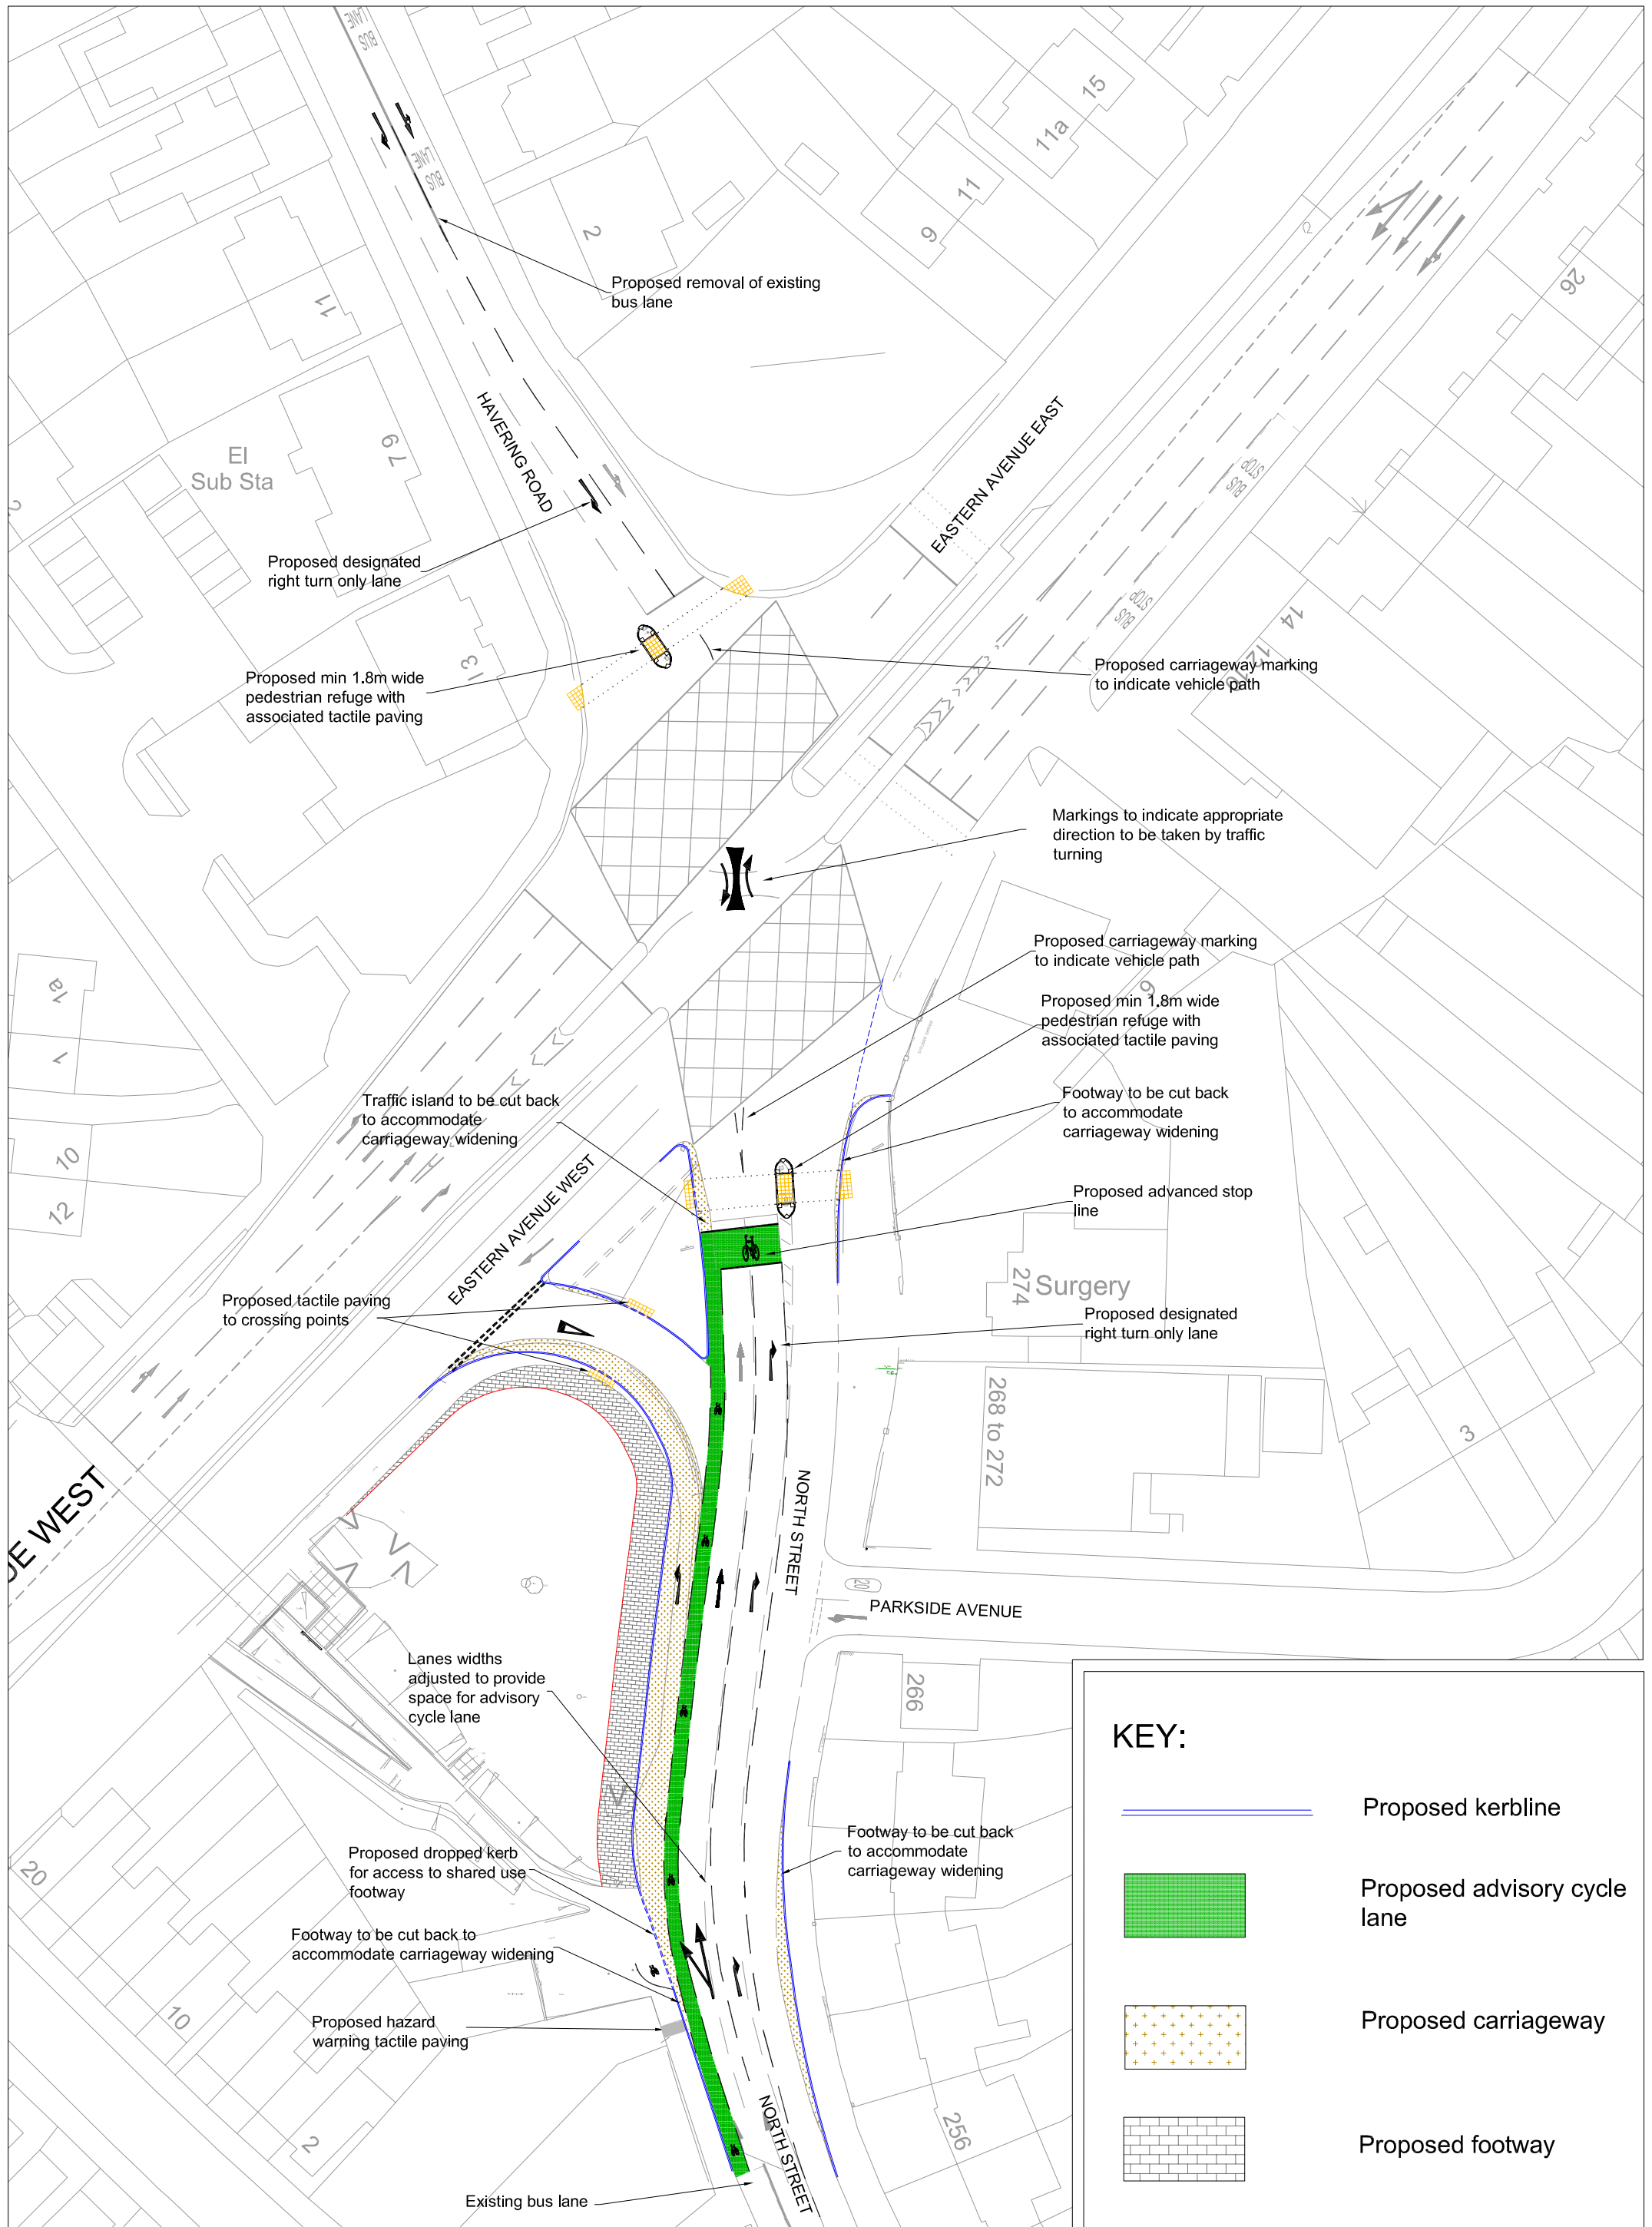 BUS
LANE
BUS
LANE
15
11a
11
9
2
26
Proposed removal of existing
bus lane
11
HAVERING ROAD
EASTERN AVENUE EAST
El
Sub Sta
79
BUS
STOP
BUS
STOP
Proposed designated
right turn only lane
14
13
Proposed min 1.8m wide
pedestrian refuge with
associated tactile paving
Proposed carriageway marking
to indicate vehicle path
Markings to indicate appropriate
direction to be taken by traffic
turning
Proposed carriageway marking
to indicate vehicle path
1a
1
6
Proposed min 1.8m wide
pedestrian refuge with
associated tactile paving
Traffic island to be cut back
to accommodate
carriageway widening
Footway to be cut back
to accommodate
carriageway widening
10
12
EASTERN AVENUE WEST
Proposed advanced stop
line
274
Surgery
Proposed tactile paving
to crossing points
Proposed designated
right turn only lane
268 to 272
3
UE WEST
NORTH STREET
20
PARKSIDE AVENUE
Lanes widths
adjusted to provide
space for advisory
cycle lane
266
KEY:
Proposed kerbline
Proposed advisory cycle
lane
Proposed carriageway
Proposed footway
20
Proposed dropped kerb
for access to shared use
footway
Footway to be cut back
to accommodate
carriageway widening
Footway to be cut back to
accommodate carriageway widening
10
Proposed hazard
warning tactile paving
2
256
NORTH STREET
Existing bus lane